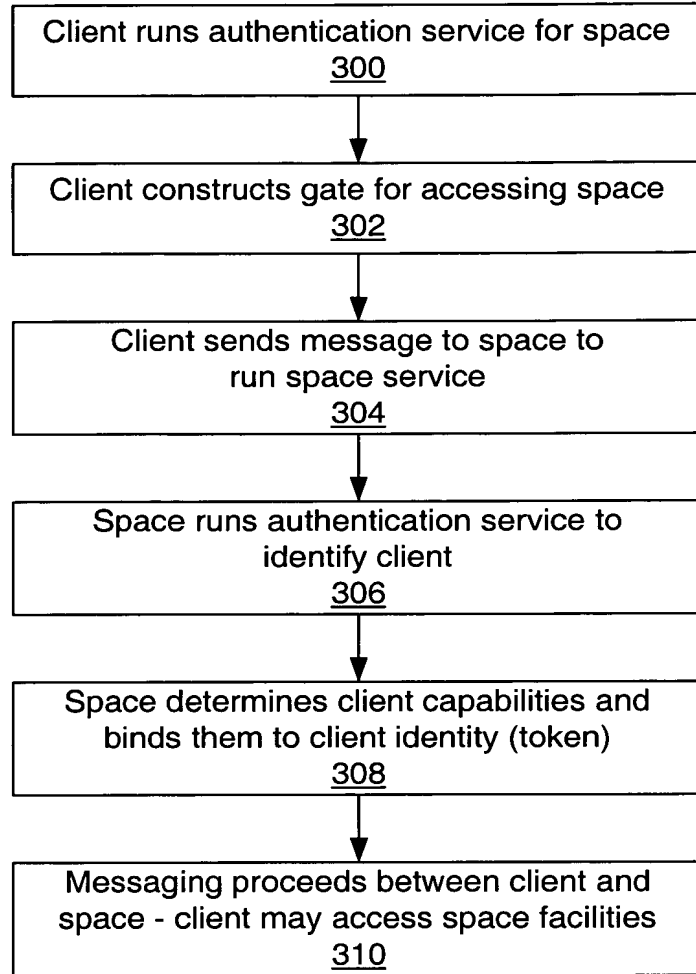 Client runs authentication service for space
300
Client constructs gate for accessing space
302
Client sends message to space to
run space service
304
Space runs authentication service to
identify client
306
Space determines client capabilities and
binds them to client identity (token)
308
Messaging proceeds between client and
space - client may access space facilities
310